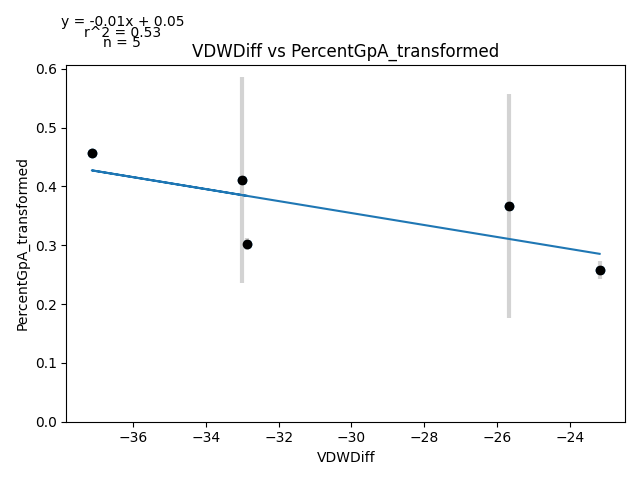 y = -0.01x + 0.05
r^2 = 0.53
n = 5
VDWDiff vs PercentGpA_transformed
PercentGpA_transformed
0.6
0.5
0.4
0.3
0.2
0.1
0.0
−36 −34 −32 −30 −28 −26 −24
VDWDiff